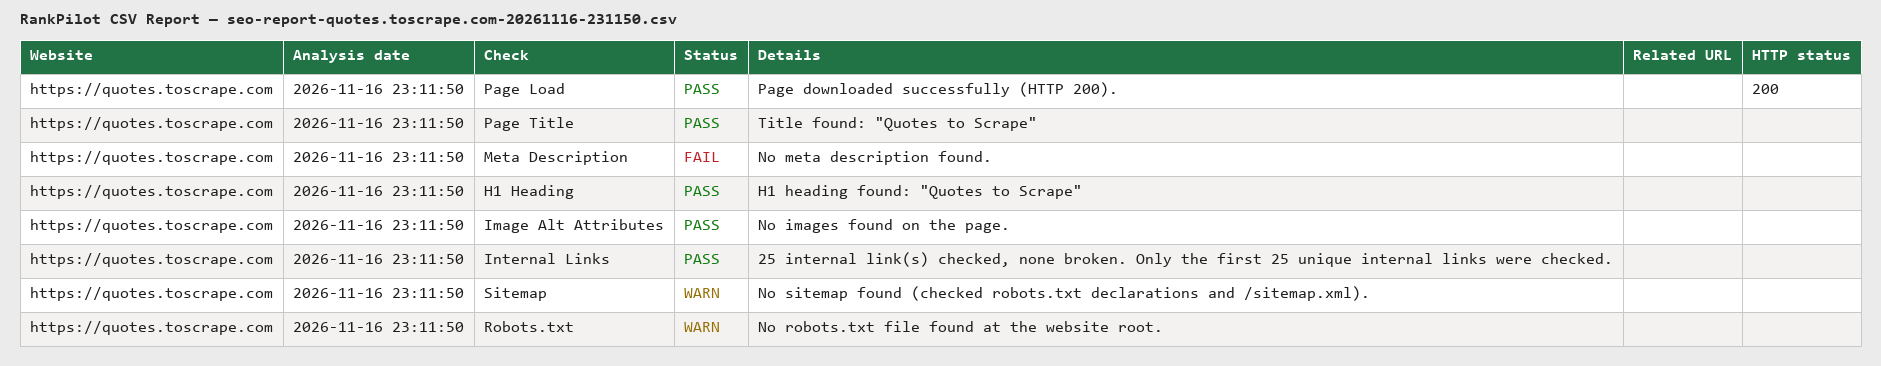 RankPilot CSV Report — seo-report-quotes.toscrape.com-20261116-231150.csv
Website Analysis date Check Status Details Related URL HTTP status
https://quotes.toscrape.com 2026-11-16 23:11:50 Page Load PASS Page downloaded successfully (HTTP 200). 200
https://quotes.toscrape.com 2026-11-16 23:11:50 Page Title PASS Title found: "Quotes to Scrape"
https://quotes.toscrape.com 2026-11-16 23:11:50 Meta Description FAIL No meta description found.
https://quotes.toscrape.com 2026-11-16 23:11:50 H1 Heading PASS H1 heading found: "Quotes to Scrape"
https://quotes.toscrape.com 2026-11-16 23:11:50 Image Alt Attributes PASS No images found on the page.
https://quotes.toscrape.com 2026-11-16 23:11:50 Internal Links PASS 25 internal link(s) checked, none broken. Only the first 25 unique internal links were checked.
https://quotes.toscrape.com 2026-11-16 23:11:50 Sitemap WARN No sitemap found (checked robots.txt declarations and /sitemap.xml).
https://quotes.toscrape.com 2026-11-16 23:11:50 Robots.txt WARN No robots.txt file found at the website root.